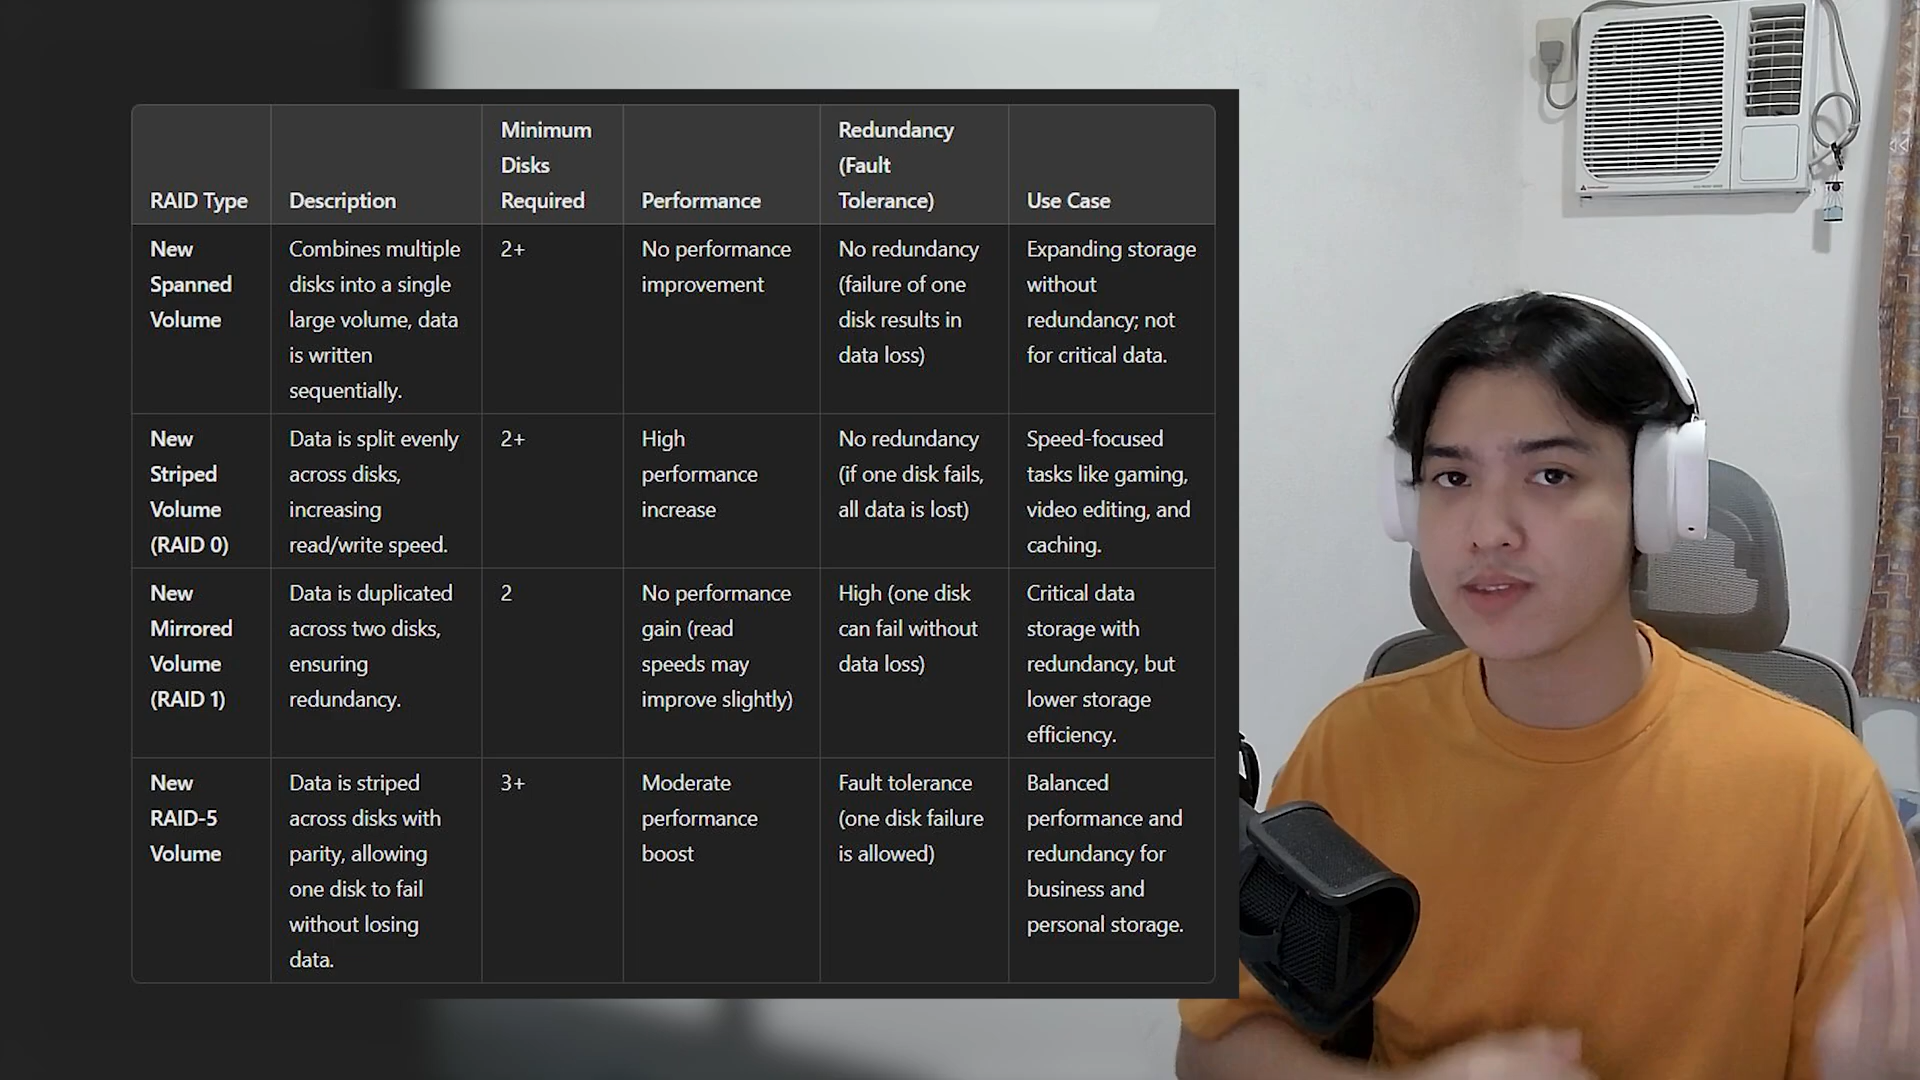 RAID Type
Description
Minimum
Disks
Required
Performance
Redundancy
(Fault
Tolerance)
Use Case
New
Spanned
Volume
Combines multiple
disks into a single
large volume, data
is written
sequentially.
2+
No performance
improvement
No redundancy
(failure of one
disk results in
data loss)
Expanding storage
without
redundancy; not
for critical data.
New
Striped
Volume
(RAID 0)
Data is split evenly
across disks,
increasing
read/write speed.
2+
High
performance
increase
No redundancy
(if one disk fails,
all data is lost)
Speed-focused
tasks like gaming,
video editing, and
caching.
New
Mirrored
Volume
(RAID 1)
Data is duplicated
across two disks,
ensuring
redundancy.
2
No performance
gain (read
speeds may
improve slightly)
High (one disk
can fail without
data loss)
Critical data
storage with
redundancy, but
lower storage
efficiency.
New
RAID-5
Volume
Data is striped
across disks with
parity, allowing
one disk to fail
without losing
data.
3+
Moderate
performance
boost
Fault tolerance
(one disk failure
is allowed)
Balanced
performance and
redundancy for
business and
personal storage.